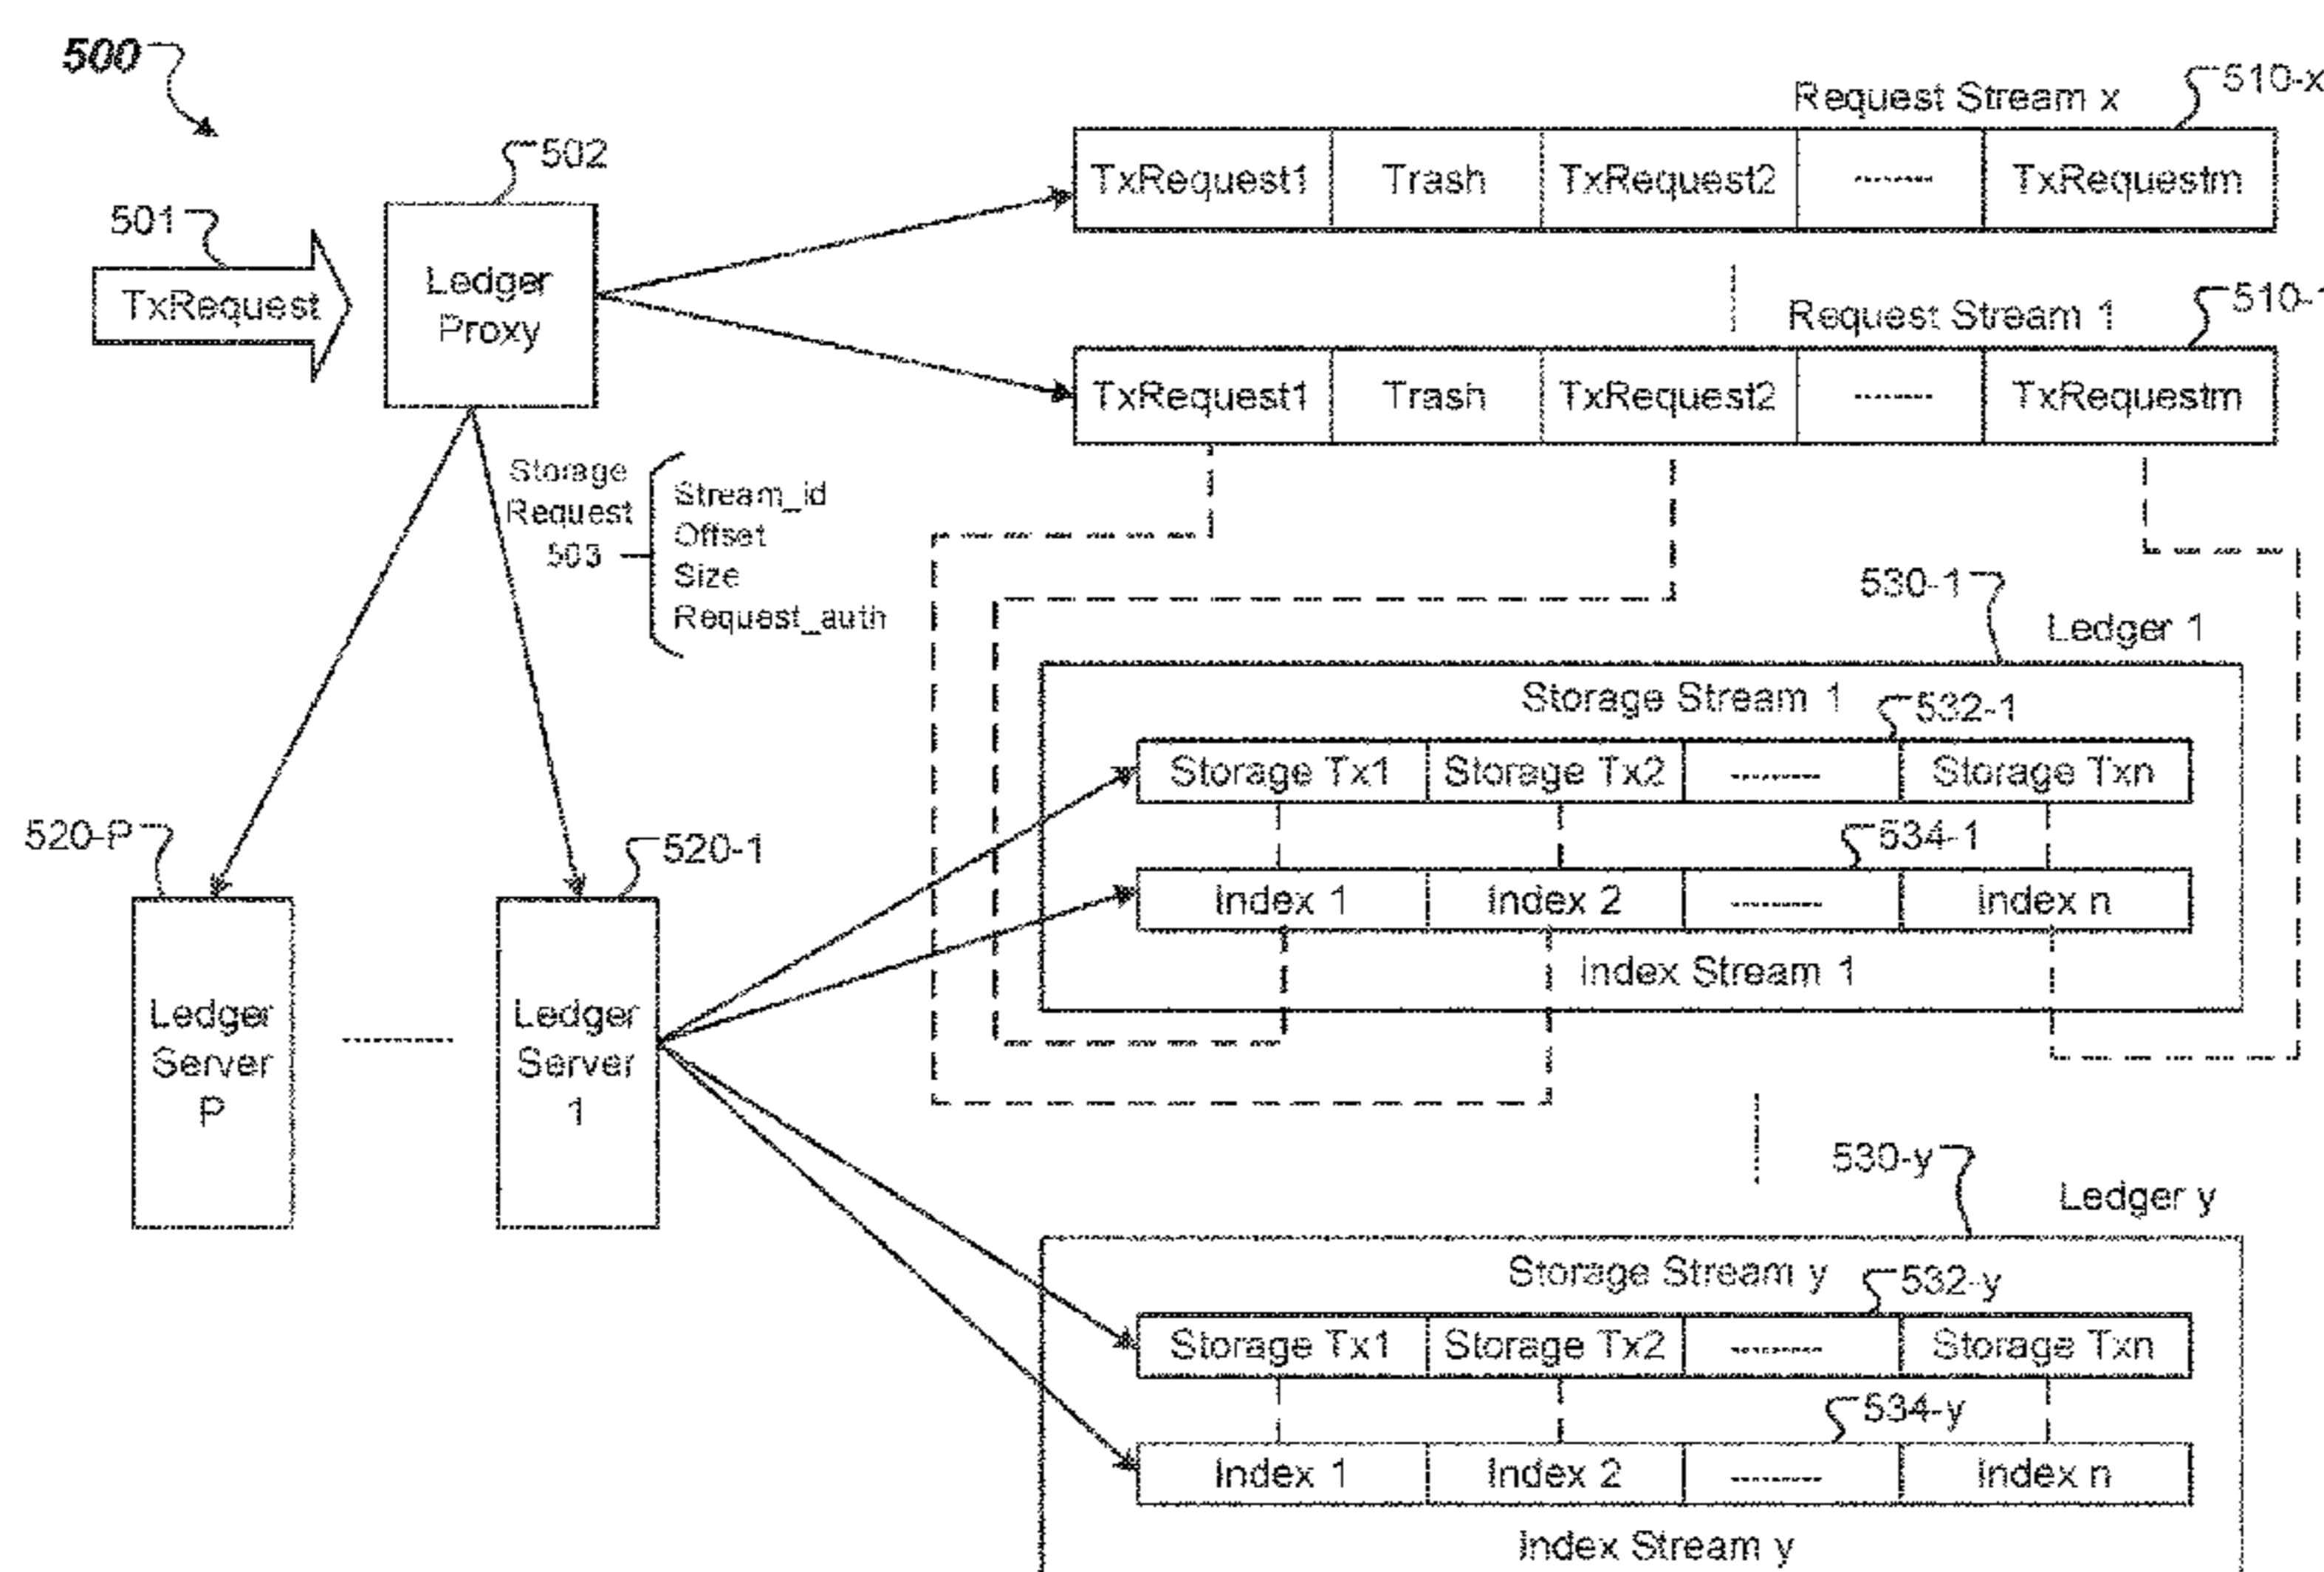 500
510-x
Request Stream x
502
TxRequest1 Trash TxRequest2 TxRequestm
501
TxRequest
Ledger
Proxy
510-1
Request Stream 1
TxRequest1 Trash TxRequest2 TxRequestm
Storage
Request
503
Stream_id
Offset
Size
Request_auth
530-1
Ledger 1
Storage Stream 1
532-1
Storage Tx1 Storage Tx2 Storage Txn
520-P
520-1
534-1
Index 1 Index 2 Index n
Index Stream 1
Ledger
Server
P
Ledger
Server
1
530-y
Ledger y
Storage Stream y
532-y
Storage Tx1 Storage Tx2 Storage Txn
534-y
Index 1 Index 2 Index n
Index Stream y